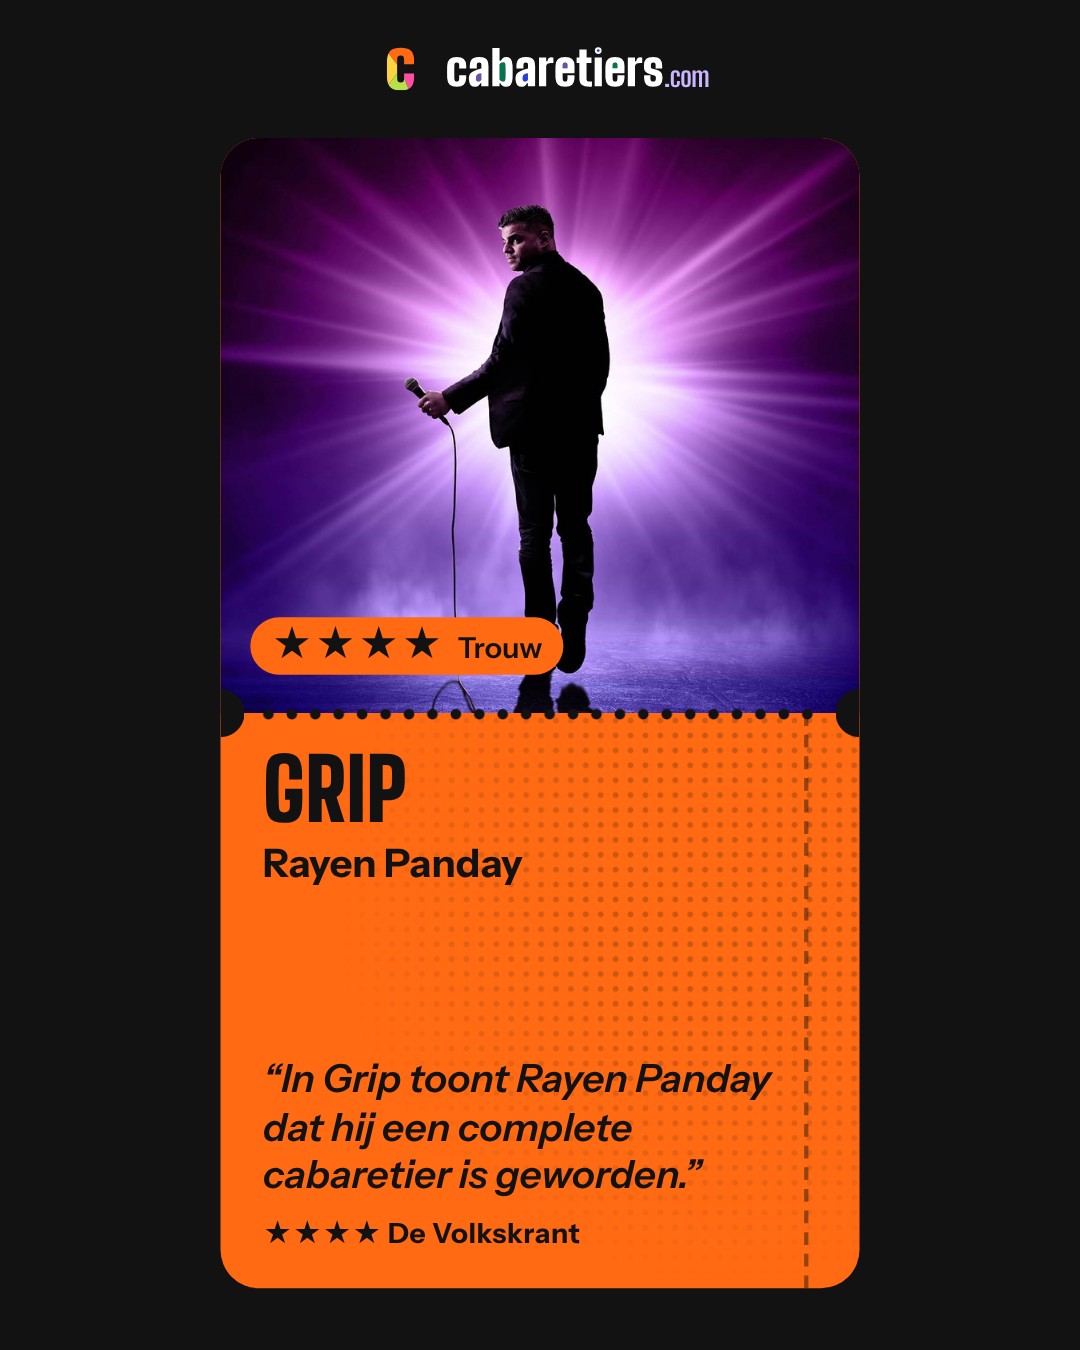 C cabaretiers.com
★★★★ Trouw
GRIP
Rayen Panday
“In Grip toont Rayen Panday
dat hij een complete
cabaretier is geworden.”
★★★★ De Volkskrant